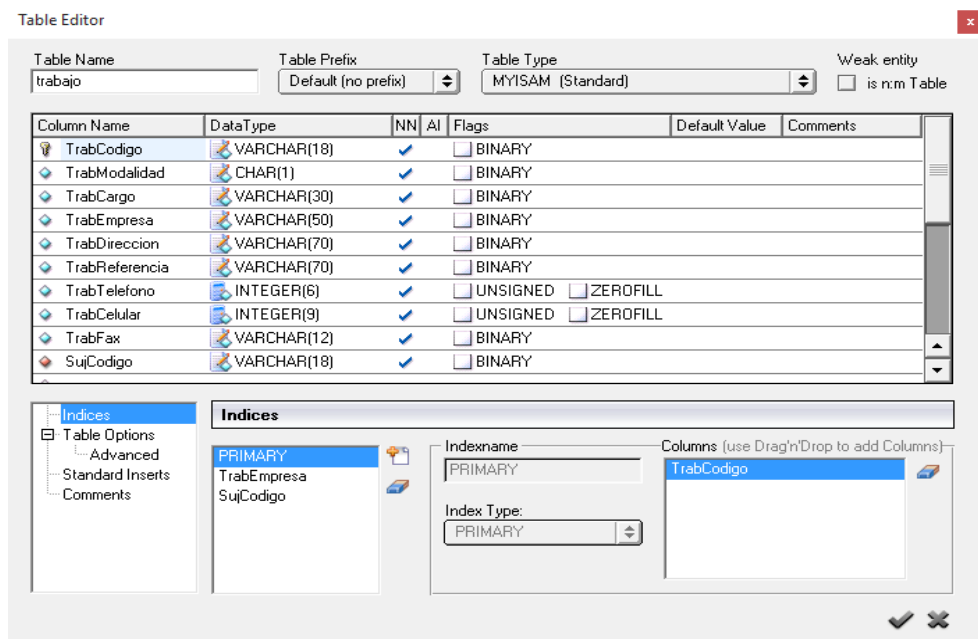 Table Editor
x
Table Name Table Prefix Table Type Weak entity
trabajo Default (no prefix) MYISAM (Standard) is n:m Table
Column Name DataType NN AI Flags Default Value Comments
TrabCodigo VARCHAR(18) BINARY
TrabModalidad CHAR(1) BINARY
TrabCargo VARCHAR(30) BINARY
TrabEmpresa VARCHAR(50) BINARY
TrabDireccion VARCHAR(70) BINARY
TrabReferencia VARCHAR(70) BINARY
TrabTelefono INTEGER(6) UNSIGNED ZEROFILL
TrabCelular INTEGER(9) UNSIGNED ZEROFILL
TrabFax VARCHAR(12) BINARY
SujCodigo VARCHAR(18) BINARY
Indices
Table Options
Advanced
Standard Inserts
Comments
Indices
PRIMARY
TrabEmpresa
SujCodigo
Indexname
PRIMARY
Index Type:
PRIMARY
Columns (use Drag'n'Drop to add Columns)
TrabCodigo